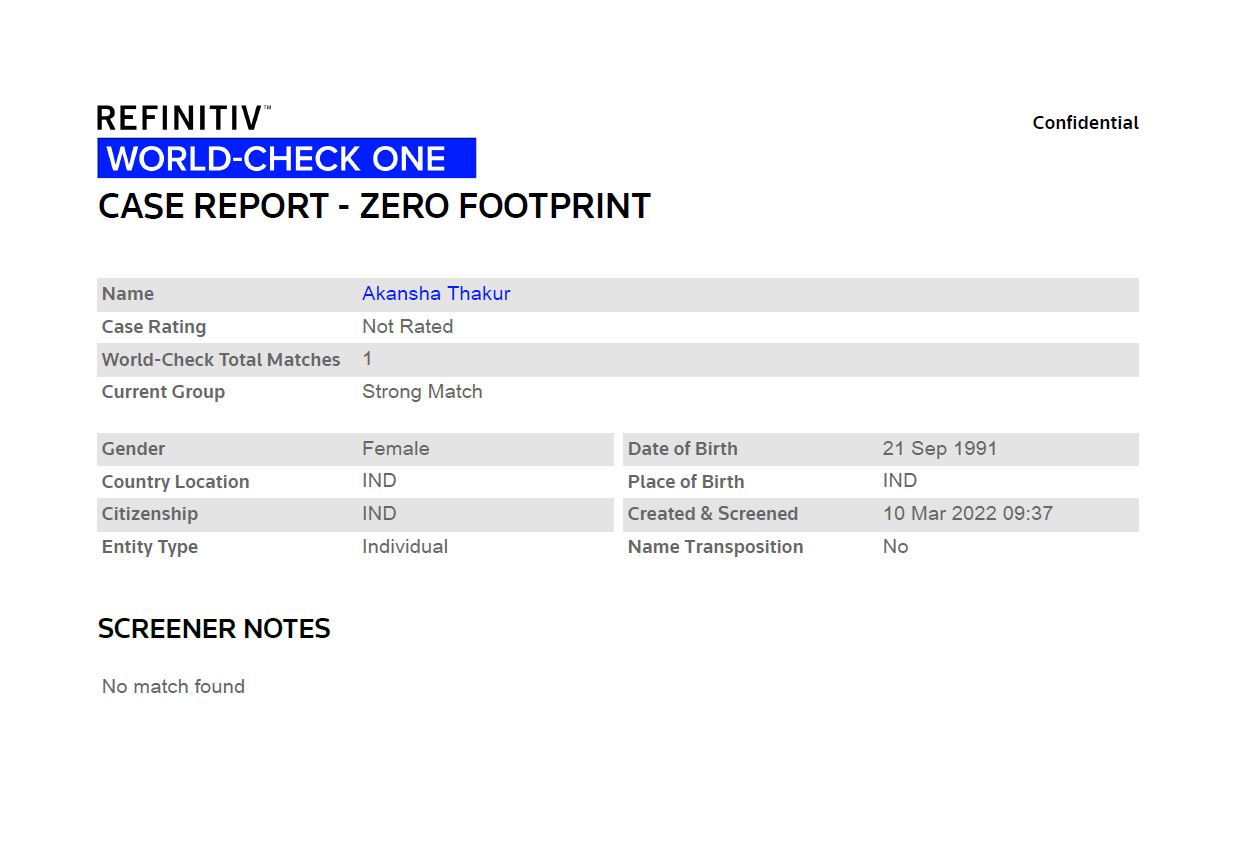 REFINITIV™
Confidential
WORLD-CHECK ONE
CASE REPORT - ZERO FOOTPRINT
Name Akansha Thakur
Case Rating Not Rated
World-Check Total Matches 1
Current Group Strong Match
Gender Female Date of Birth 21 Sep 1991
Country Location IND Place of Birth IND
Citizenship IND Created & Screened 10 Mar 2022 09:37
Entity Type Individual Name Transposition No
SCREENER NOTES
No match found